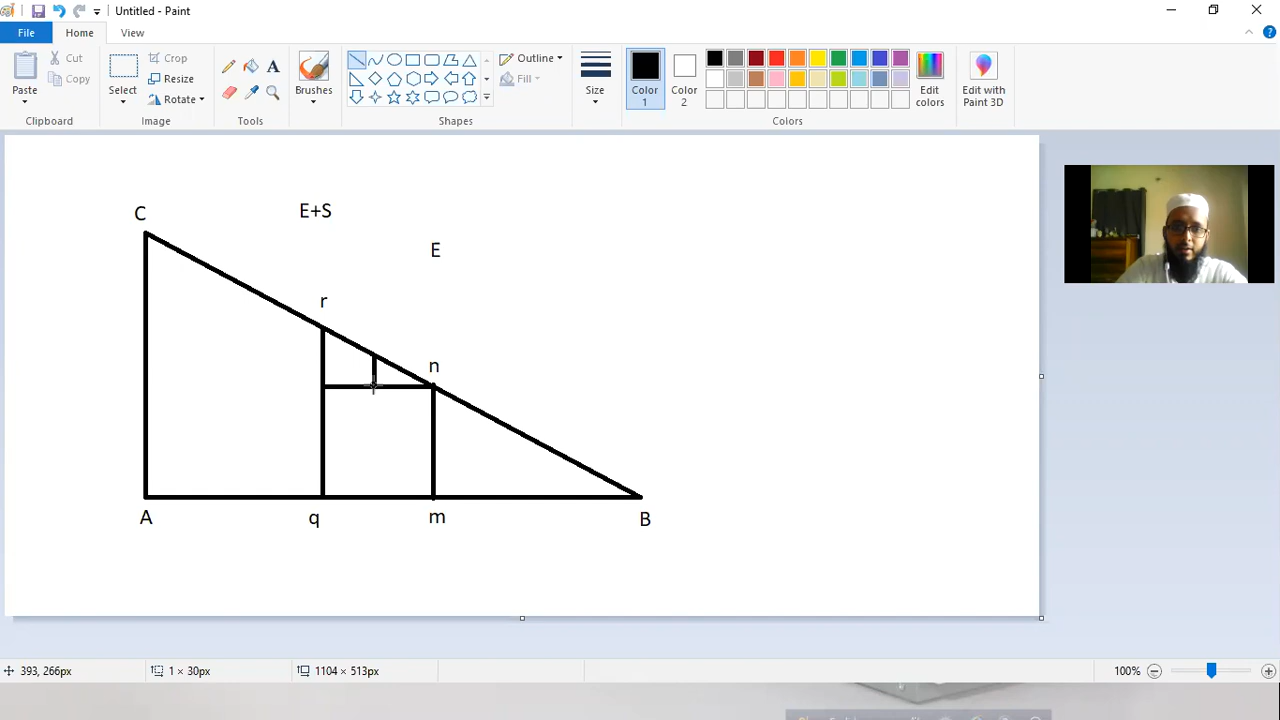 Untitled - Paint
File
Home
View
Paste
Cut
Copy
Clipboard
Select
Crop
Resize
Rotate
Image
A
Tools
Brushes
Outline
Fill
Shapes
Size
Color 1
Color 2
Edit colors
Colors
Edit with Paint 3D
C
E+S
E
r
n
A
q
m
B
393, 266px
1 × 30px
1104 × 513px
100%